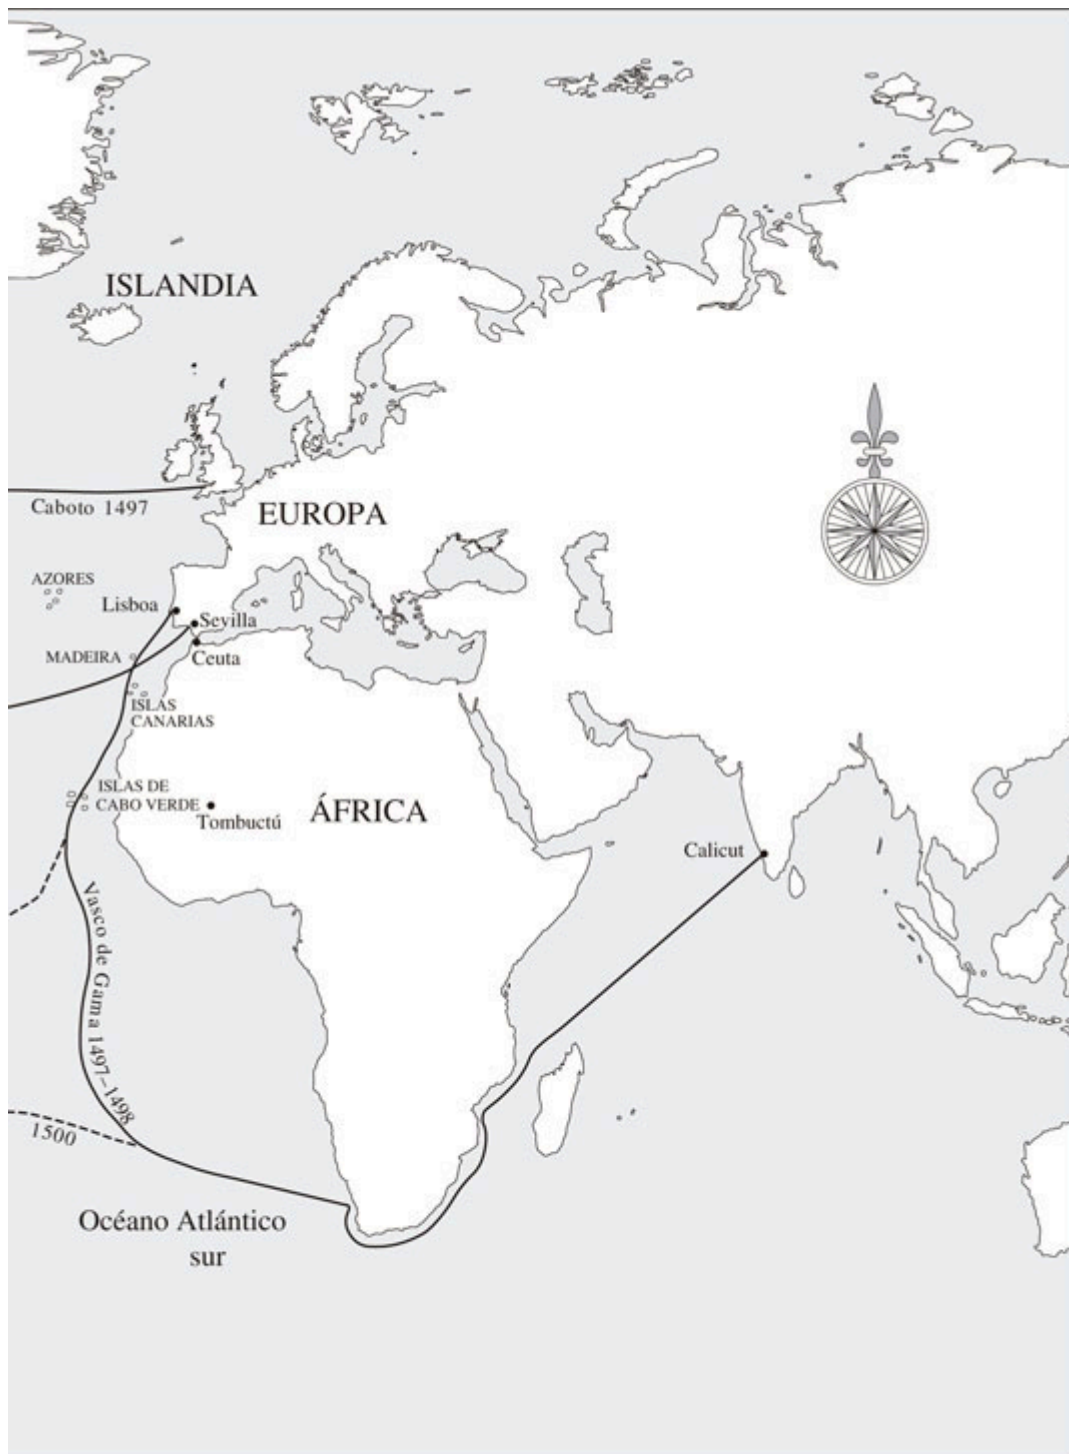 ISLANDIA
Caboto 1497
EUROPA
AZORES
Lisboa
Sevilla
MADEIRA
Ceuta
ISLAS
CANARIAS
ISLAS DE
CABO VERDE
Tombuctú
ÁFRICA
Calicut
Vasco de Gama 1497–1498
1500
Océano Atlántico
sur